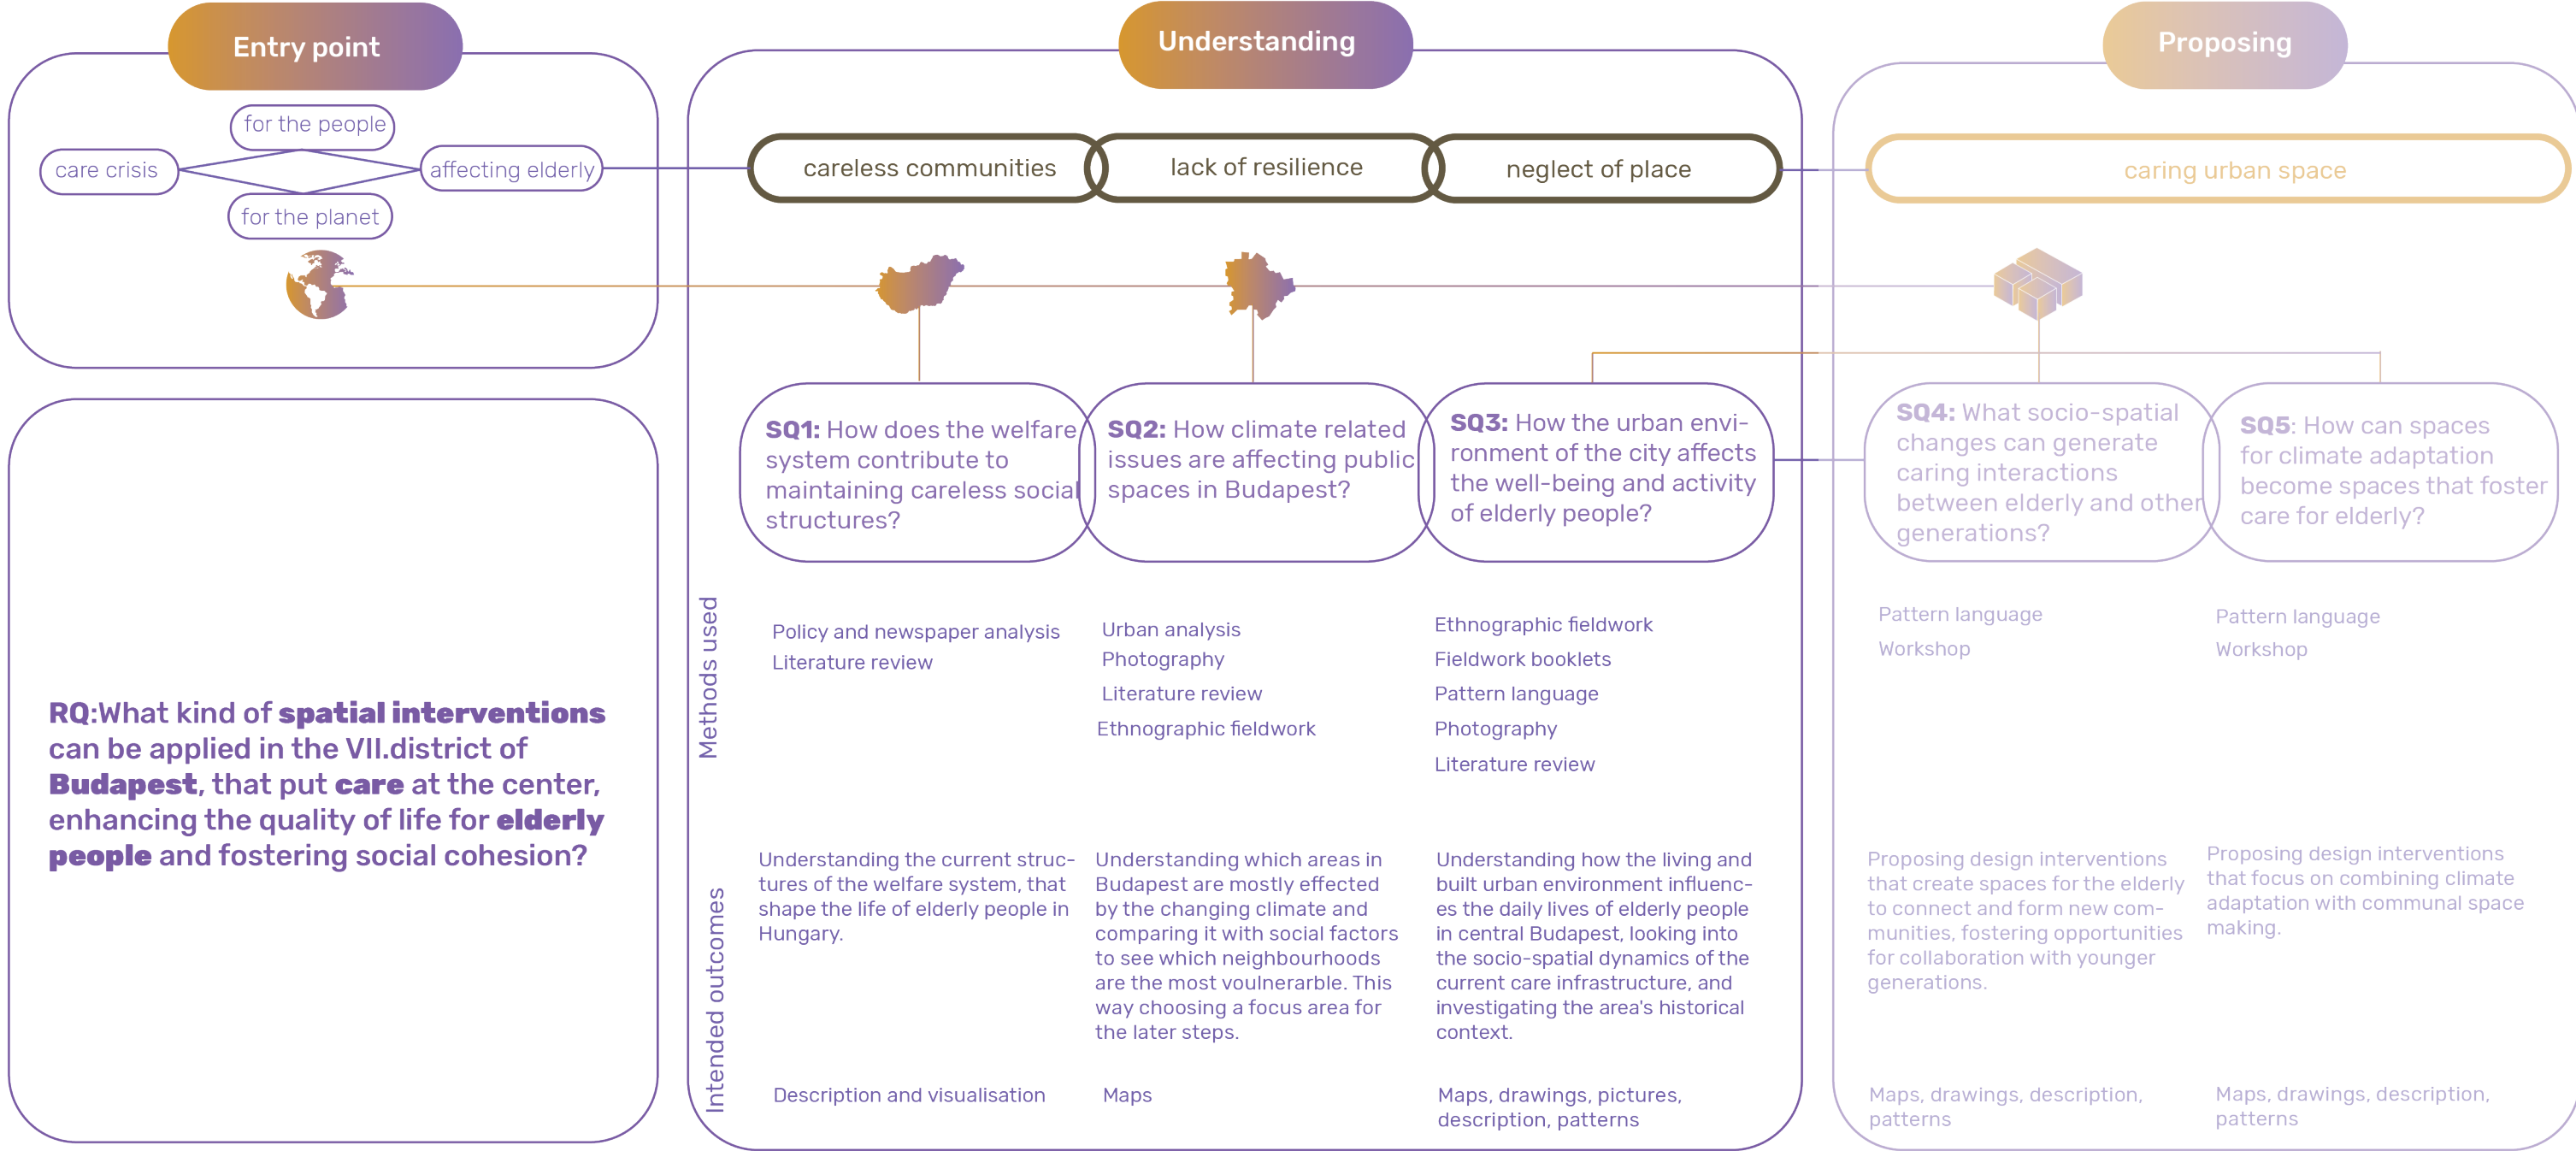 Entry point
for the people
care crisis
affecting elderly
for the planet
RQ:What kind of spatial interventions
can be applied in the VII.district of
Budapest, that put care at the center,
enhancing the quality of life for elderly
people and fostering social cohesion?
Understanding
careless communities
lack of resilience
neglect of place
SQ1: How does the welfare
system contribute to
maintaining careless social
structures?
SQ2: How climate related
issues are affecting public
spaces in Budapest?
SQ3: How the urban envi-
ronment of the city affects
the well-being and activity
of elderly people?
Methods used
Policy and newspaper analysis
Literature review
Urban analysis
Photography
Literature review
Ethnographic fieldwork
Ethnographic fieldwork
Fieldwork booklets
Pattern language
Photography
Literature review
Intended outcomes
Understanding the current struc-
tures of the welfare system, that
shape the life of elderly people in
Hungary.
Understanding which areas in
Budapest are mostly effected
by the changing climate and
comparing it with social factors
to see which neighbourhoods
are the most voulnerarble. This
way choosing a focus area for
the later steps.
Understanding how the living and
built urban environment influenc-
es the daily lives of elderly people
in central Budapest, looking into
the socio-spatial dynamics of the
current care infrastructure, and
investigating the area's historical
context.
Description and visualisation
Maps
Maps, drawings, pictures,
description, patterns
Proposing
caring urban space
SQ4: What socio-spatial
changes can generate
caring interactions
between elderly and other
generations?
SQ5: How can spaces
for climate adaptation
become spaces that foster
care for elderly?
Pattern language
Workshop
Pattern language
Workshop
Proposing design interventions
that create spaces for the elderly
to connect and form new com-
munities, fostering opportunities
for collaboration with younger
generations.
Proposing design interventions
that focus on combining climate
adaptation with communal space
making.
Maps, drawings, description,
patterns
Maps, drawings, description,
patterns